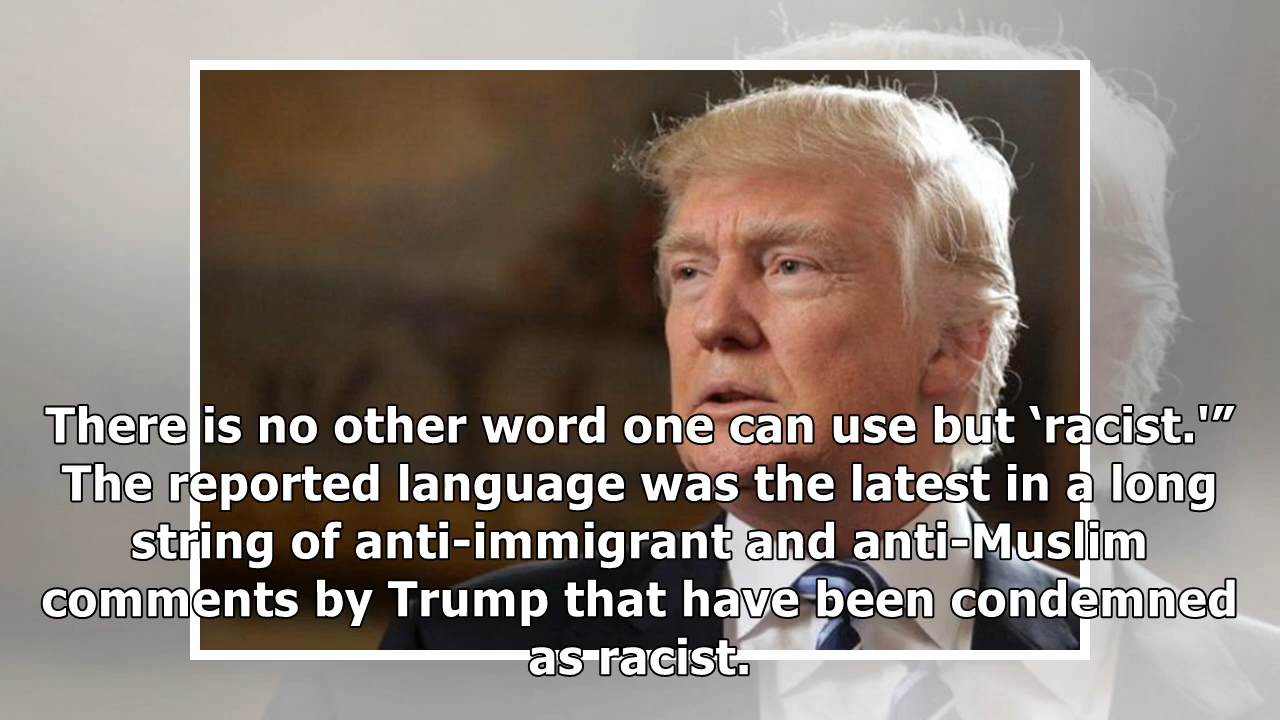 There is no other word one can use but ‘racist.'”
The reported language was the latest in a long
string of anti-immigrant and anti-Muslim
comments by Trump that have been condemned
as racist.